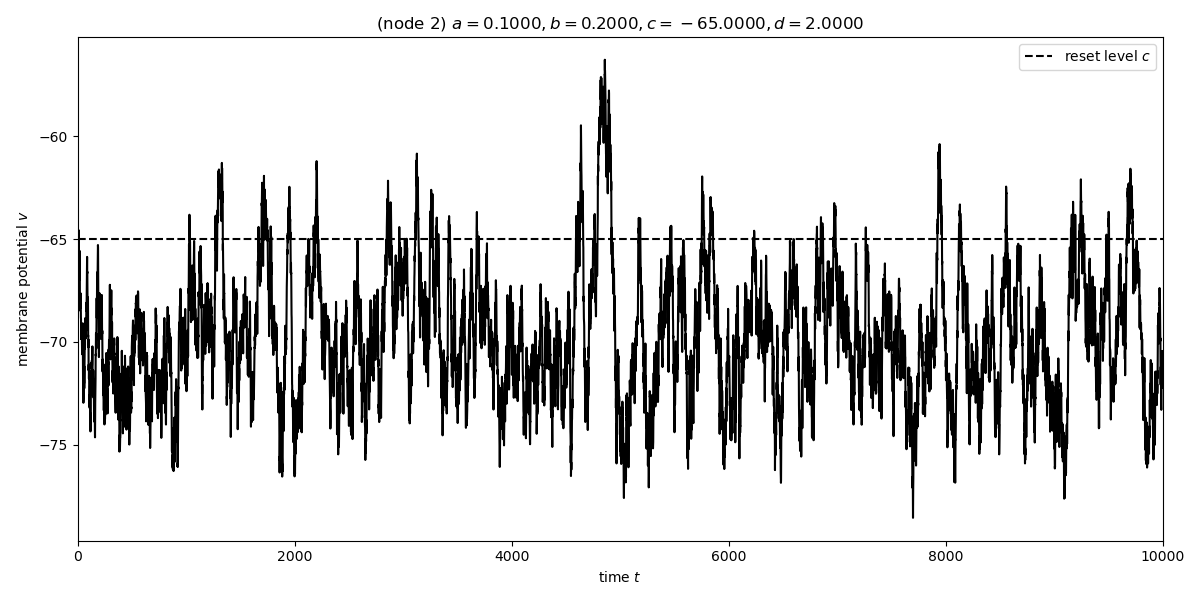 (node 2) a = 0.1000, b = 0.2000, c = −65.0000, d = 2.0000
reset level c
membrane potential v
−60
−65
−70
−75
0 2000 4000 6000 8000 10000
time t